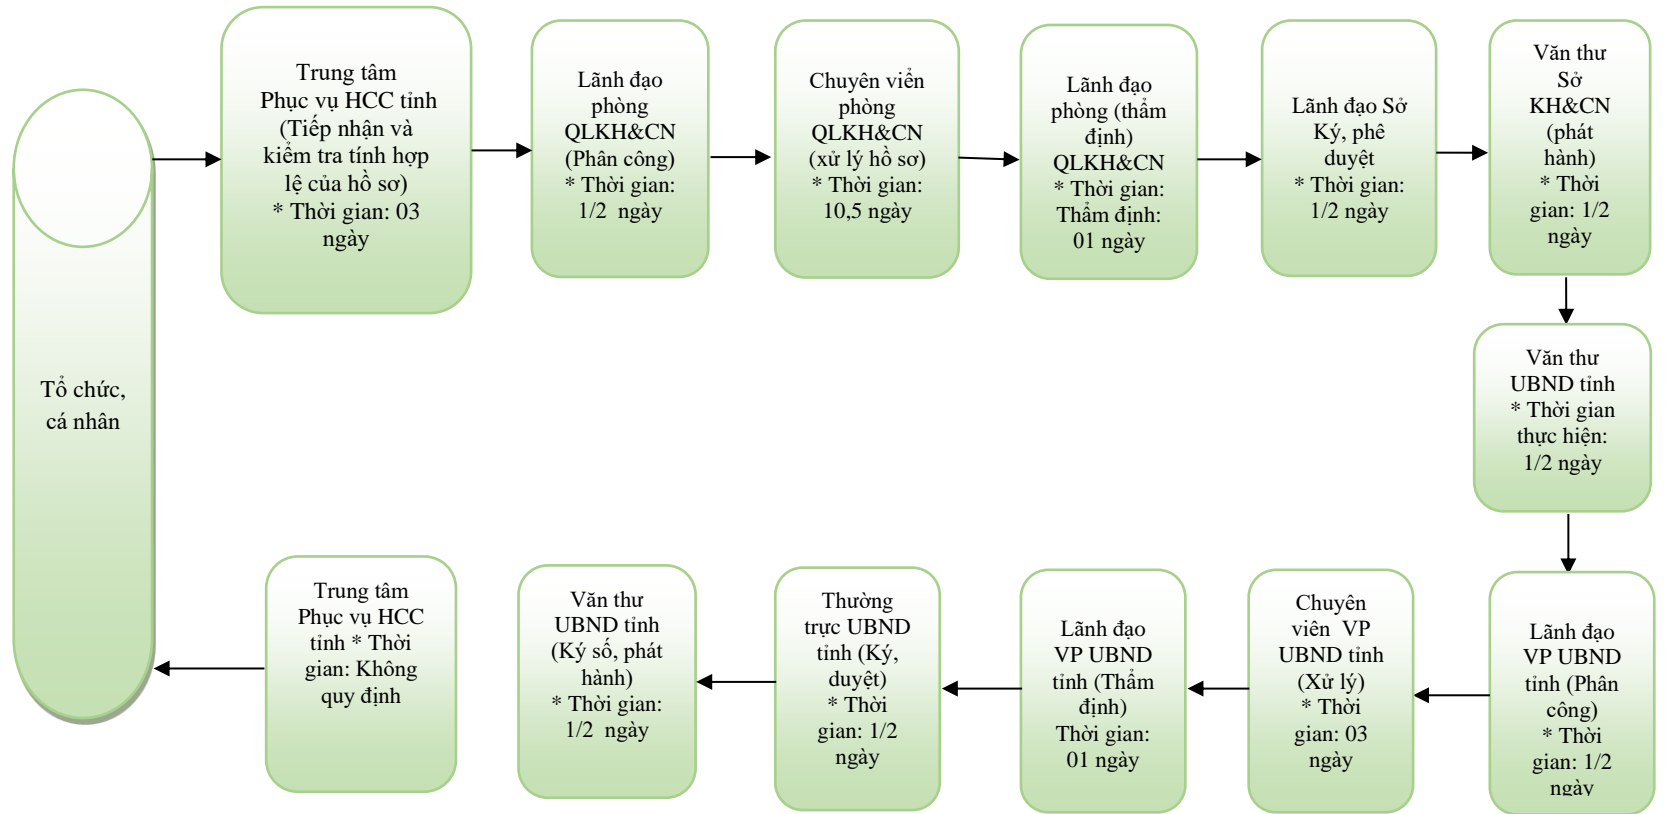 Tổ chức,
cá nhân
Trung tâm
Phục vụ HCC tỉnh
(Tiếp nhận và
kiểm tra tính hợp
lệ của hồ sơ)
* Thời gian: 03
ngày
Lãnh đạo
phòng
QLKH&CN
(Phân công)
* Thời gian:
1/2 ngày
Chuyên viển
phòng
QLKH&CN
(xử lý hồ sơ)
* Thời gian:
10,5 ngày
Lãnh đạo
phòng (thẩm
định)
QLKH&CN
* Thời gian:
Thẩm định:
01 ngày
Lãnh đạo Sở
Ký, phê
duyệt
* Thời gian:
1/2 ngày
Văn thư
Sở
KH&CN
(phát
hành)
* Thời
gian: 1/2
ngày
Văn thư
UBND tỉnh
* Thời gian
thực hiện:
1/2 ngày
Lãnh đạo
VP UBND
tỉnh (Phân
công)
* Thời
gian: 1/2
ngày
Chuyên
viên VP
UBND tỉnh
(Xử lý)
* Thời
gian: 03
ngày
Lãnh đạo
VP UBND
tỉnh (Thẩm
định)
Thời gian:
01 ngày
Thường
trực UBND
tỉnh (Ký,
duyệt)
* Thời
gian: 1/2
ngày
Văn thư
UBND tỉnh
(Ký số, phát
hành)
* Thời gian:
1/2 ngày
Trung tâm
Phục vụ HCC
tỉnh * Thời
gian: Không
quy định